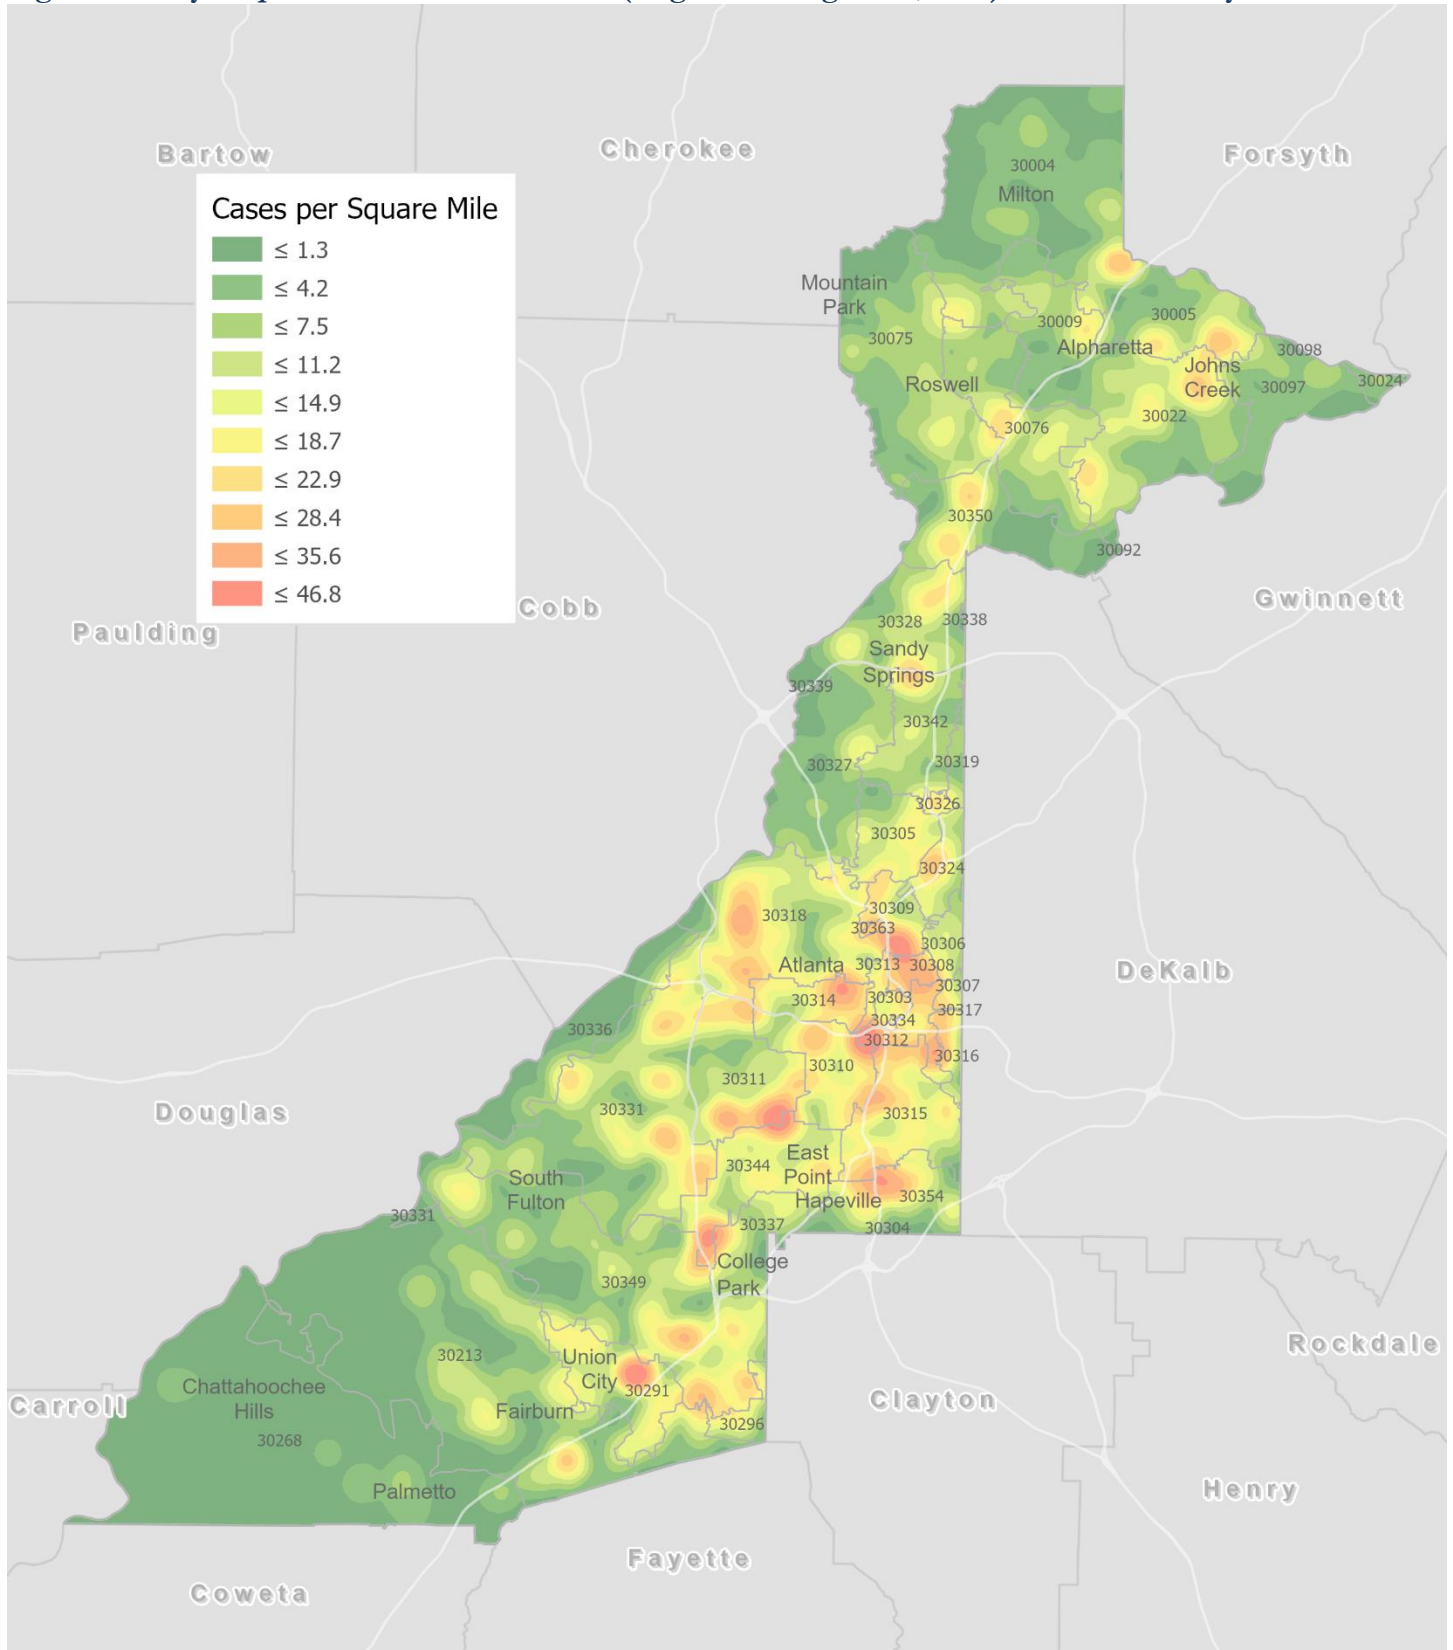 Bartow
Cherokee
Forsyth
Cases per Square Mile
≤ 1.3
≤ 4.2
≤ 7.5
≤ 11.2
≤ 14.9
≤ 18.7
≤ 22.9
≤ 28.4
≤ 35.6
≤ 46.8
30004
Milton
Mountain
Park
30005
30009
30075
Alpharetta
30098
Johns
Creek
30097
30024
Roswell
30022
30076
30350
30092
Cobb
Gwinnett
Paulding
30328
30338
Sandy
Springs
30339
30342
30327
30319
30326
30305
30324
30309
30318
30363
30306
Atlanta
30313
30308
DeKalb
30307
30314
30303
30317
30334
30336
30312
30316
30310
30311
Douglas
30331
30315
East
Point
30344
South
Fulton
Hapeville
30354
30331
30337
30304
College
Park
30349
Rockdale
30213
Union
City
30291
Chattahoochee
Hills
Carroll
Clayton
Fairburn
30296
30268
Palmetto
Henry
Fayette
Coweta